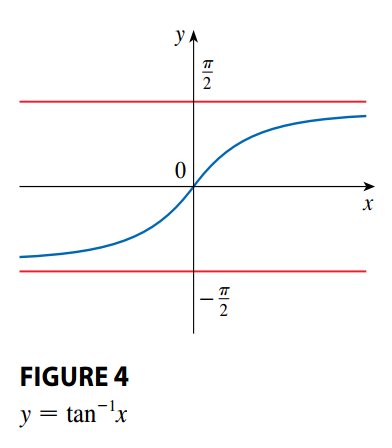 y
π/2
0
x
−π/2
FIGURE 4
y = tan⁻¹x